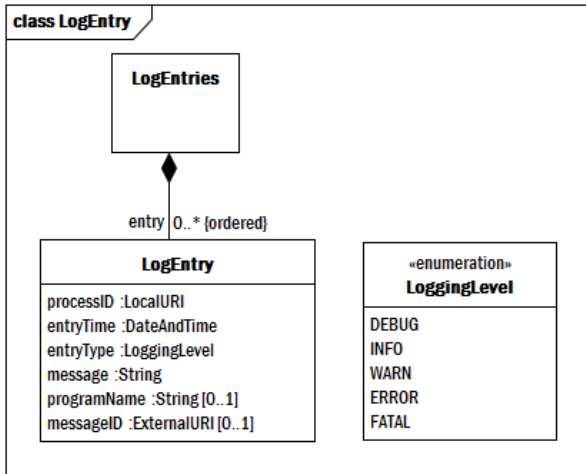 class LogEntry
LogEntries
entry 0..* {ordered}
LogEntry
processID :LocalURI
entryTime :DateAndTime
entryType :LoggingLevel
message :String
programName :String [0..1]
messageID :ExternalURI [0..1]
«enumeration»
LoggingLevel
DEBUG
INFO
WARN
ERROR
FATAL